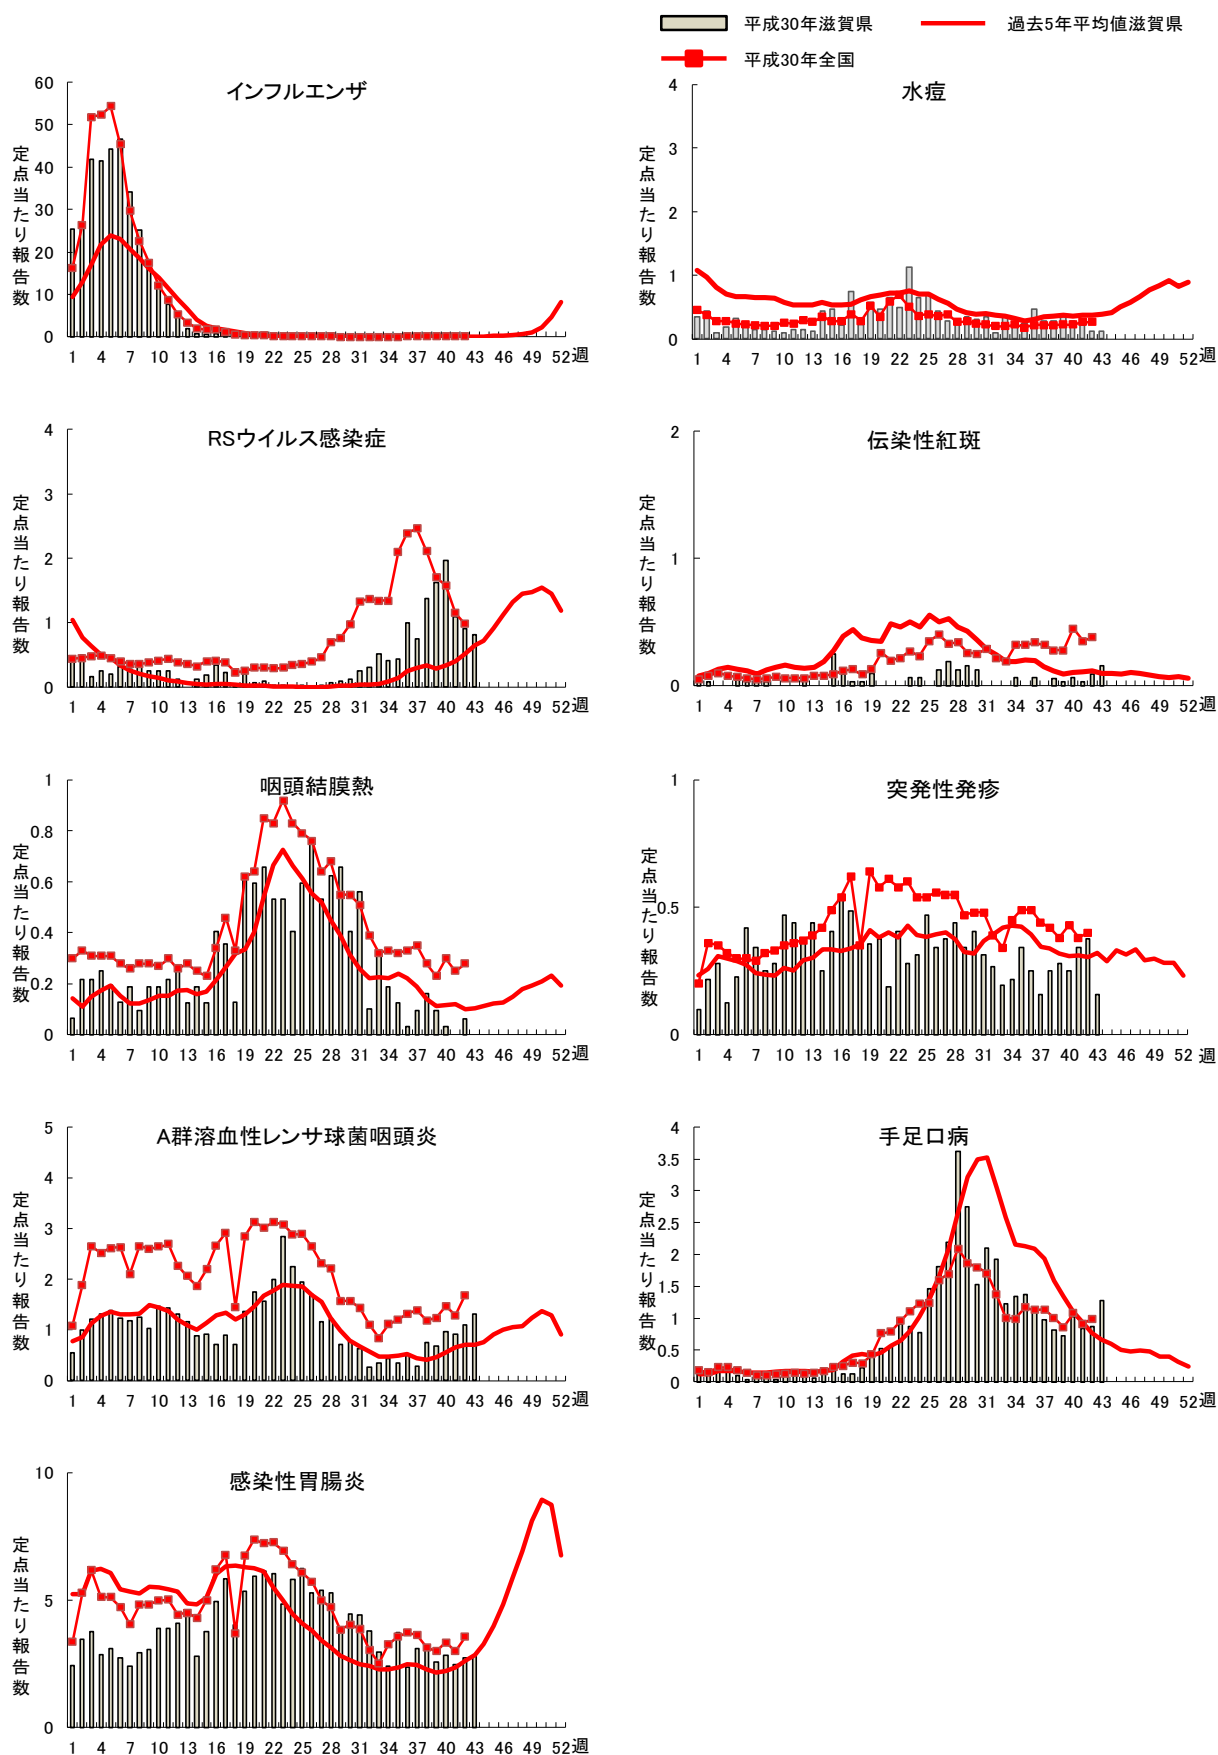 平成30年滋賀県
過去5年平均値滋賀県
平成30年全国
インフルエンザ
定点当たり報告数
60
50
40
30
20
10
0
1 4 7 10 13 16 19 22 25 28 31 34 37 40 43 46 49 52週
水痘
定点当たり報告数
4
3
2
1
0
1 4 7 10 13 16 19 22 25 28 31 34 37 40 43 46 49 52週
RSウイルス感染症
定点当たり報告数
4
3
2
1
0
1 4 7 10 13 16 19 22 25 28 31 34 37 40 43 46 49 52週
伝染性紅斑
定点当たり報告数
2
1
0
1 4 7 10 13 16 19 22 25 28 31 34 37 40 43 46 49 52週
咽頭結膜熱
定点当たり報告数
1
0.8
0.6
0.4
0.2
0
1 4 7 10 13 16 19 22 25 28 31 34 37 40 43 46 49 52週
突発性発疹
定点当たり報告数
1
0.5
0
1 4 7 10 13 16 19 22 25 28 31 34 37 40 43 46 49 52 週
A群溶血性レンサ球菌咽頭炎
定点当たり報告数
5
4
3
2
1
0
1 4 7 10 13 16 19 22 25 28 31 34 37 40 43 46 49 52週
手足口病
定点当たり報告数
4
3.5
3
2.5
2
1.5
1
0.5
0
1 4 7 10 13 16 19 22 25 28 31 34 37 40 43 46 49 52週
感染性胃腸炎
定点当たり報告数
10
5
0
1 4 7 10 13 16 19 22 25 28 31 34 37 40 43 46 49 52週